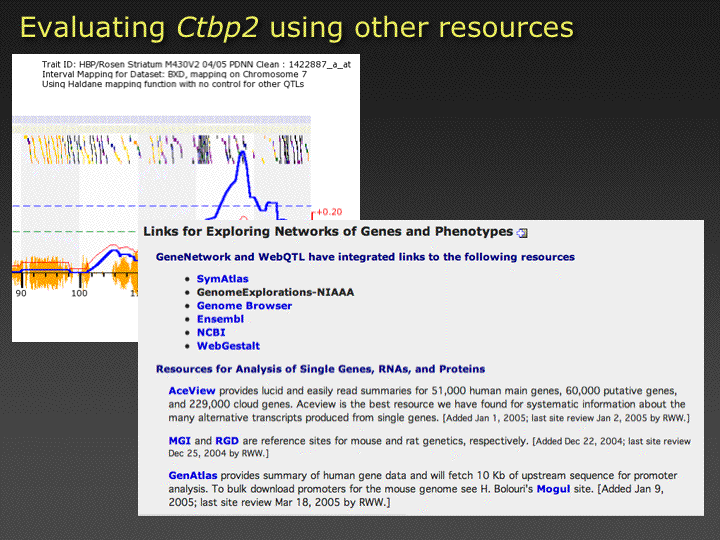 Evaluating Ctbp2 using other resources
Trait ID: HBP/Rosen Striatum M430V2 04/05 PDNN Clean : 1422887_a_at
Interval Mapping for Dataset: BXD, mapping on Chromosome 7
Using Haldane mapping function with no control for other QTLs
+0.20
90 100 11
Links for Exploring Networks of Genes and Phenotypes
GeneNetwork and WebQTL have integrated links to the following resources
• SymAtlas
• GenomeExplorations-NIAAA
• Genome Browser
• Ensembl
• NCBI
• WebGestalt
Resources for Analysis of Single Genes, RNAs, and Proteins
AceView provides lucid and easily read summaries for 51,000 human main genes, 60,000 putative genes,
and 229,000 cloud genes. Aceview is the best resource we have found for systematic information about the
many alternative transcripts produced from single genes. [Added Jan 1, 2005; last site review Jan 2, 2005 by RWW.]
MGI and RGD are reference sites for mouse and rat genetics, respectively. [Added Dec 22, 2004; last site review
Dec 25, 2004 by RWW.]
GenAtlas provides summary of human gene data and will fetch 10 Kb of upstream sequence for promoter
analysis. To bulk download promoters for the mouse genome see H. Bolouri's Mogul site. [Added Jan 9,
2005; last site review Mar 18, 2005 by RWW.]